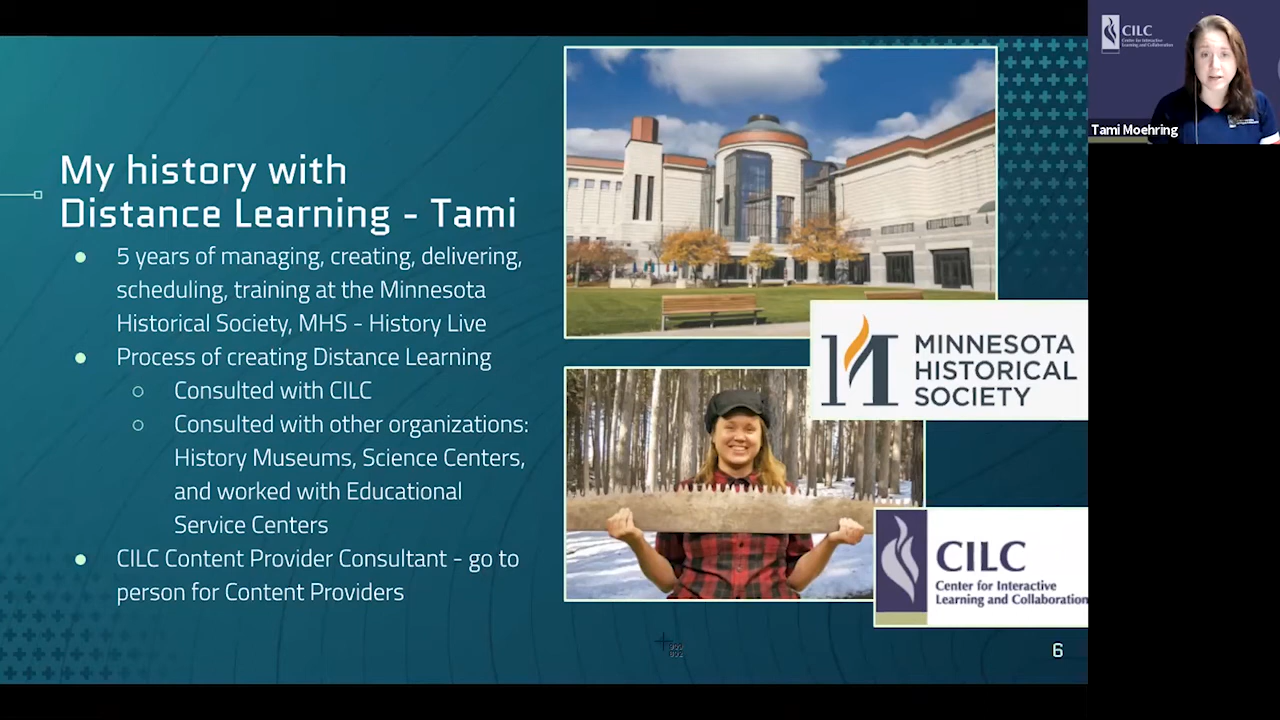 My history with
Distance Learning - Tami
5 years of managing, creating, delivering,
scheduling, training at the Minnesota
Historical Society, MHS - History Live
Process of creating Distance Learning
Consulted with CILC
Consulted with other organizations:
History Museums, Science Centers,
and worked with Educational
Service Centers
CILC Content Provider Consultant - go to
person for Content Providers
MINNESOTA
HISTORICAL
SOCIETY
CILC
Center for Interactive
Learning and Collaboration
6
CILC
Center for Interactive
Learning and Collaboration
Tami Moehring